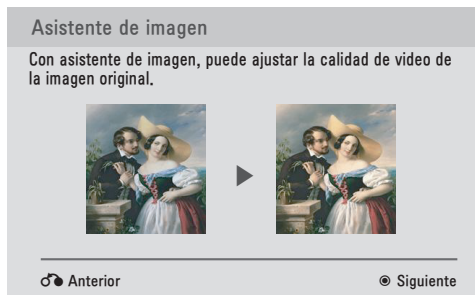 Asistente de imagen
Con asistente de imagen, puede ajustar la calidad de video de
la imagen original.
Anterior
Siguiente